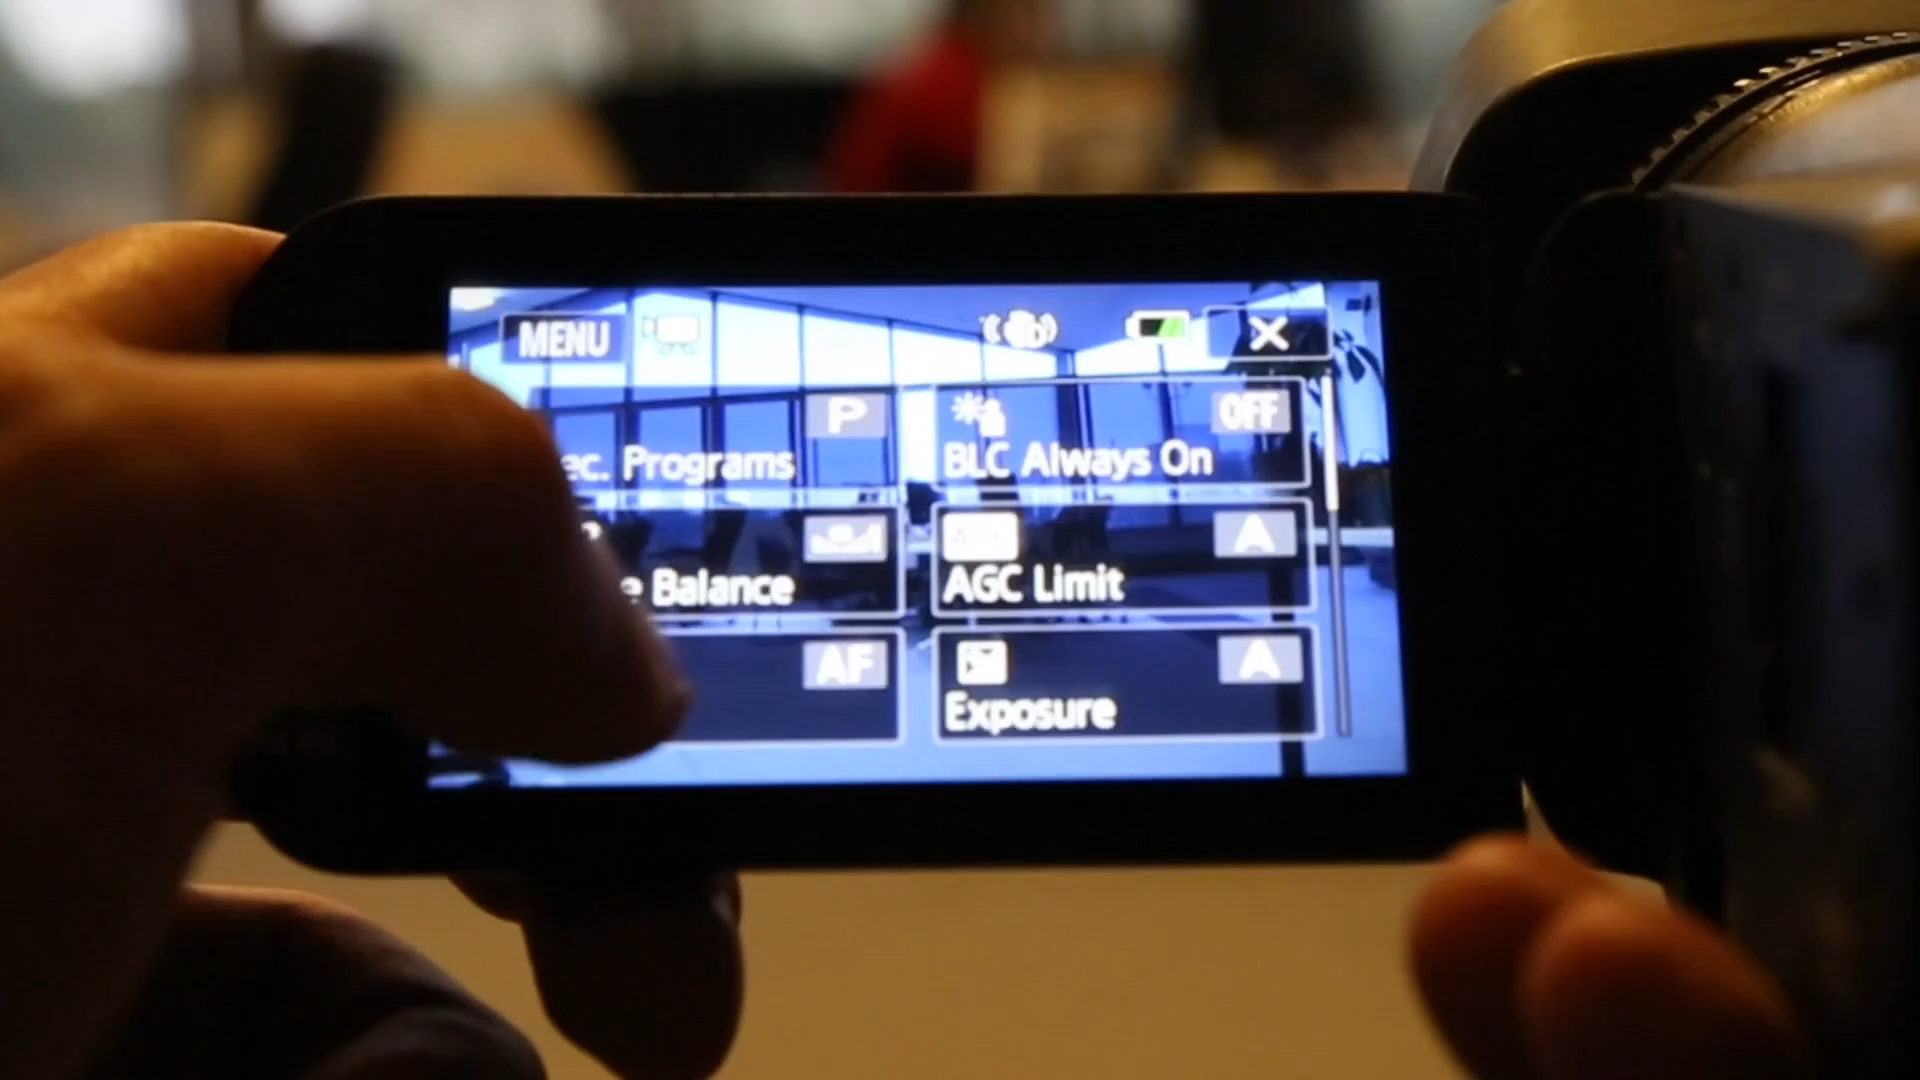 MENU
P
OFF
ec. Programs
BLC Always On
A
e Balance
AGC Limit
AF
A
Exposure